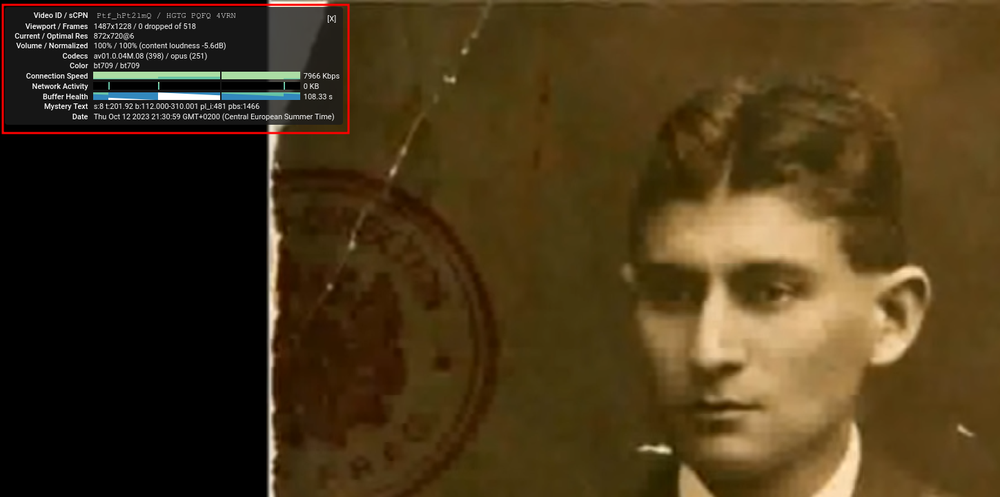 Video ID / sCPN Ptf_hPt2lmQ / HGTG PQFQ 4VRN
[X]
Viewport / Frames 1487x1228 / 0 dropped of 518
Current / Optimal Res 872x720@6
Volume / Normalized 100% / 100% (content loudness -5.6dB)
Codecs av01.0.04M.08 (398) / opus (251)
Color bt709 / bt709
Connection Speed 7966 Kbps
Network Activity 0 KB
Buffer Health 108.33 s
Mystery Text s:8 t:201.92 b:112.000-310.001 pl_i:481 pbs:1466
Date Thu Oct 12 2023 21:30:59 GMT+0200 (Central European Summer Time)